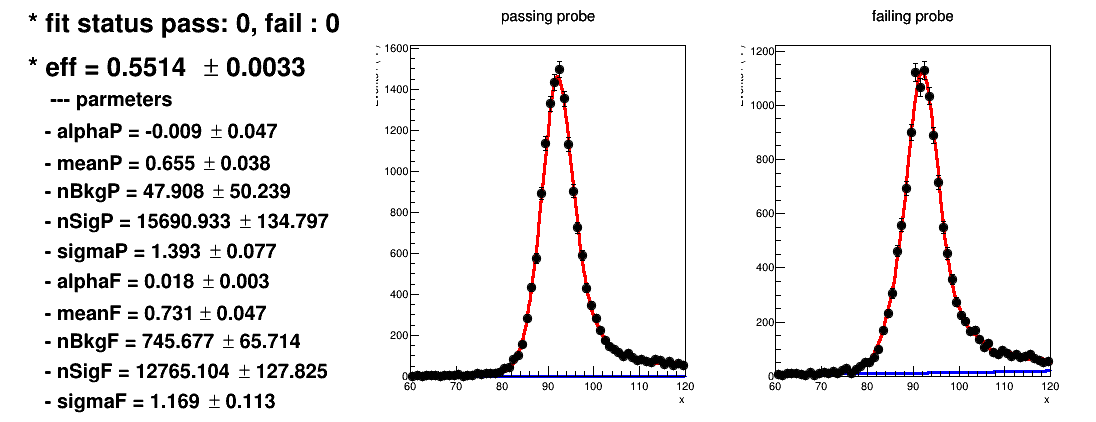 * fit status pass: 0, fail : 0
* eff = 0.5514 ± 0.0033
--- parmeters
- alphaP = -0.009 ± 0.047
- meanP = 0.655 ± 0.038
- nBkgP = 47.908 ± 50.239
- nSigP = 15690.933 ± 134.797
- sigmaP = 1.393 ± 0.077
- alphaF = 0.018 ± 0.003
- meanF = 0.731 ± 0.047
- nBkgF = 745.677 ± 65.714
- nSigF = 12765.104 ± 127.825
- sigmaF = 1.169 ± 0.113
passing probe
1600
1400
1200
1000
800
600
400
200
0
60 70 80 90 100 110 120
x
failing probe
1200
1000
800
600
400
200
0
60 70 80 90 100 110 120
x